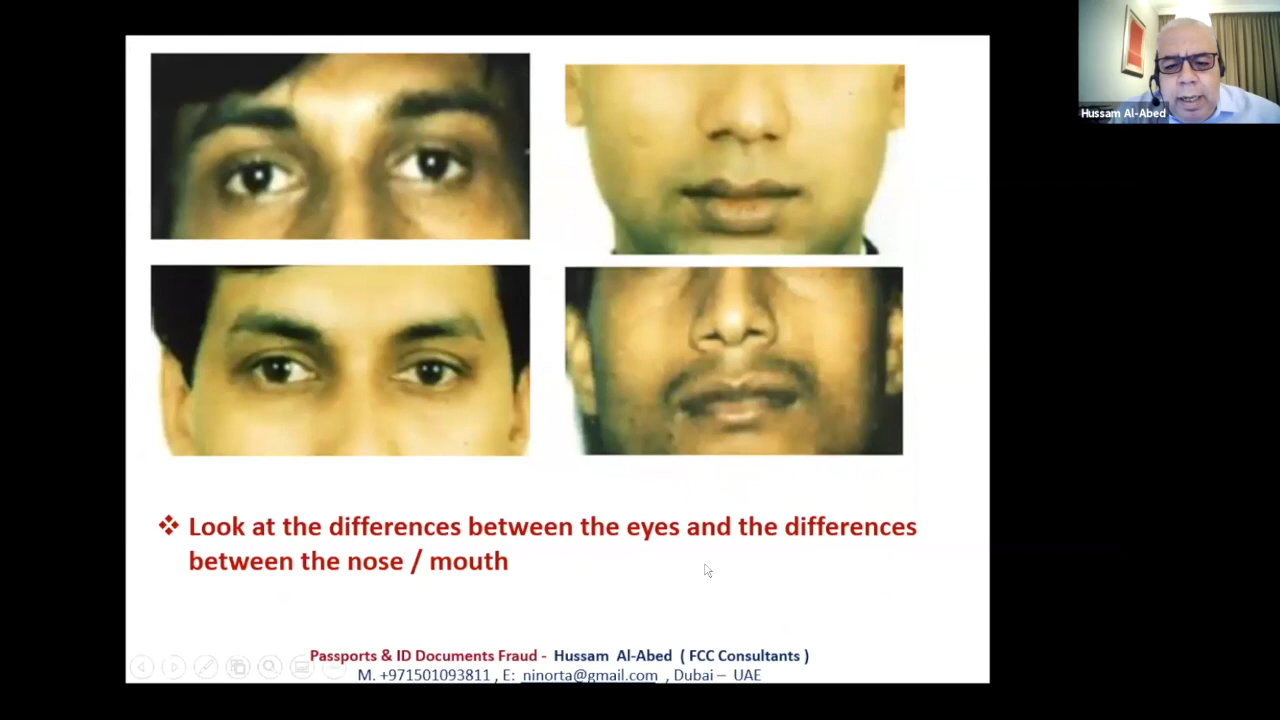 Hussam Al-Abed
❖ Look at the differences between the eyes and the differences
between the nose / mouth
Passports & ID Documents Fraud - Hussam Al-Abed ( FCC Consultants )
M. +971501093811 , E: ninorta@gmail.com , Dubai – UAE